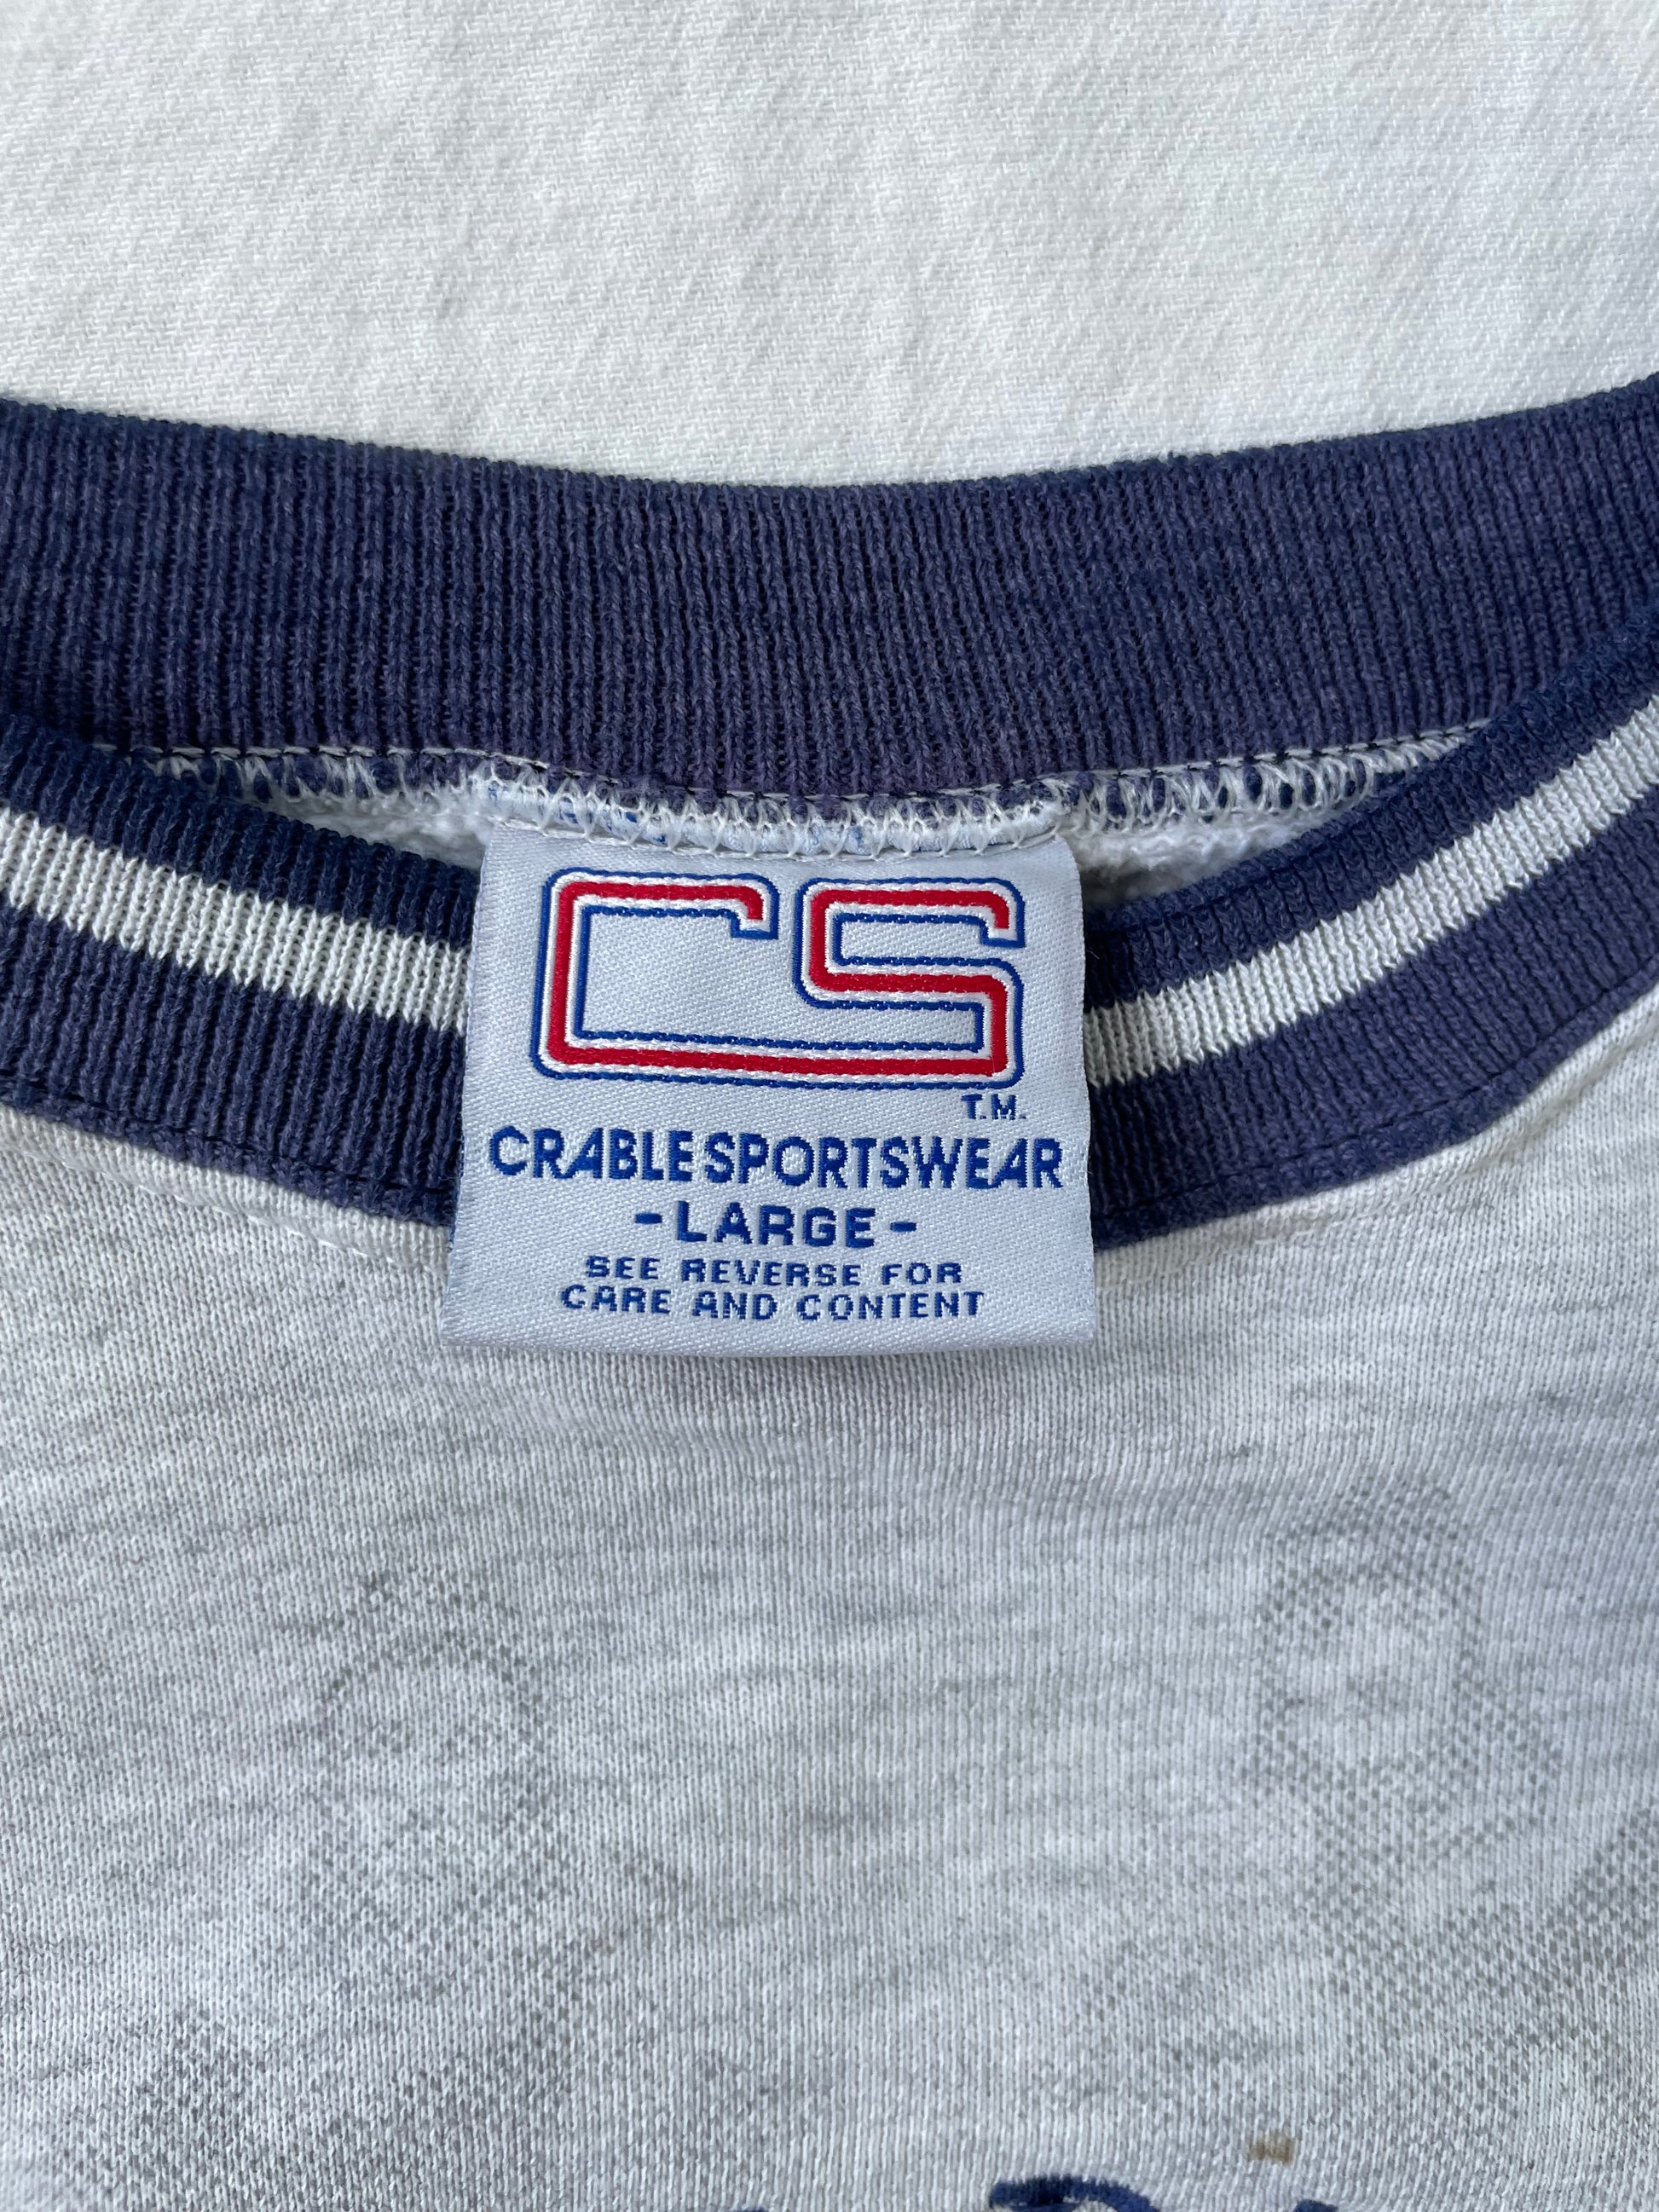 CS
T.M.
CRABLE SPORTSWEAR
-LARGE-
SEE REVERSE FOR
CARE AND CONTENT